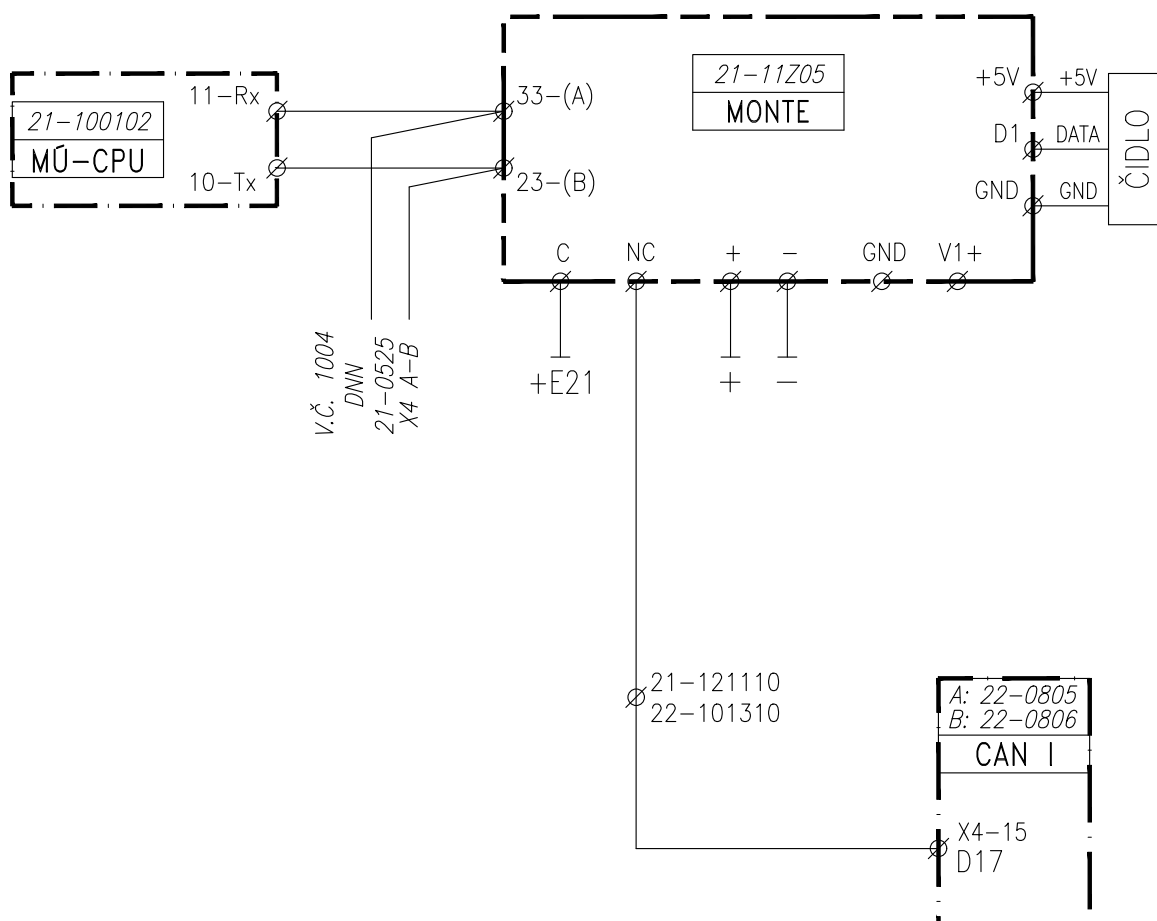 21-100102
MÚ-CPU
11-Rx
10-Tx
33-(A)
23-(B)
21-11Z05
MONTE
+5V
D1
GND
+5V
DATA
GND
ČIDLO
C
NC
+
-
GND
V1+
+E21
+
-
V.Č. 1004
DNN
21-0525
X4 A-B
21-121110
22-101310
A: 22-0805
B: 22-0806
CAN I
X4-15
D17